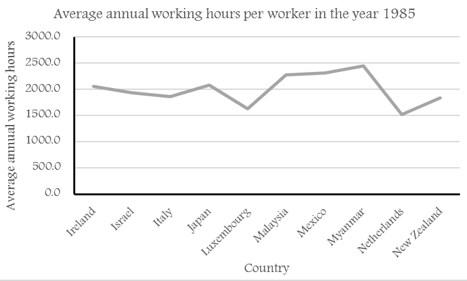 Average annual working hours per worker in the year 1985
Average annual working hours
3000.0
2500.0
2000.0
1500.0
1000.0
500.0
0.0
Ireland
Israel
Italy
Japan
Luxembourg
Malaysia
Mexico
Myanmar
Netherlands
New Zealand
Country